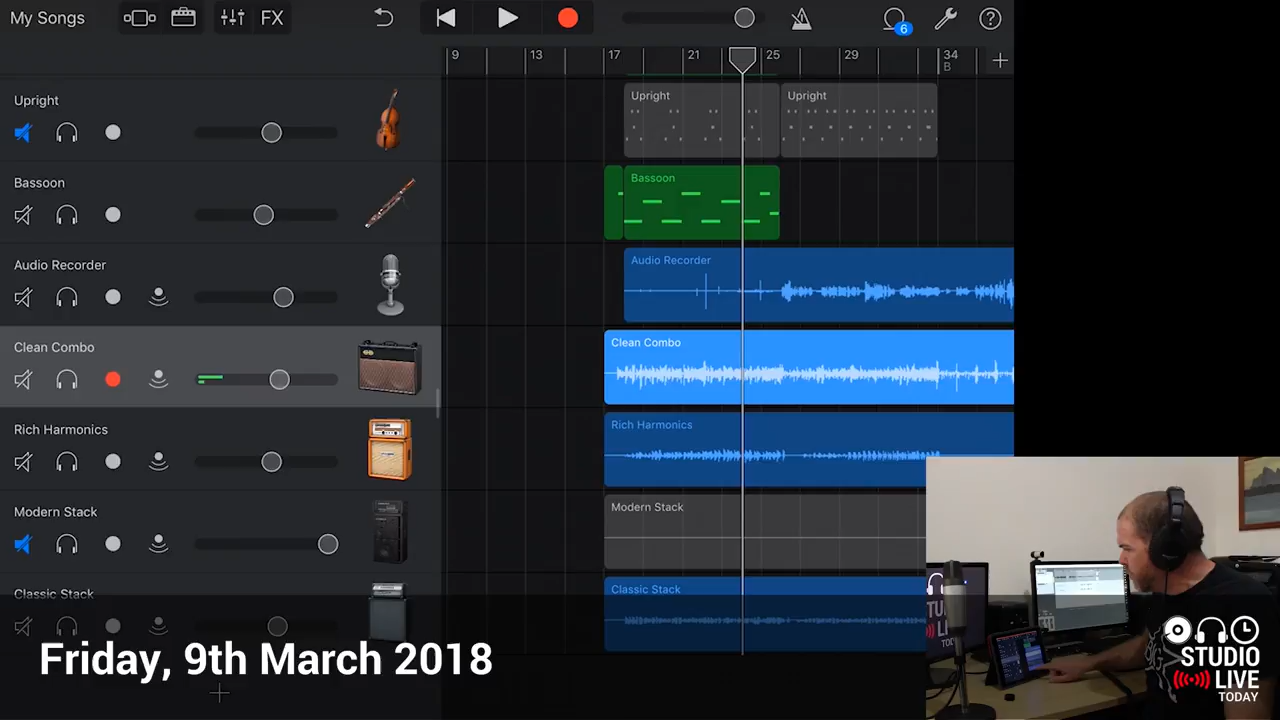 My Songs
FX
6
9
13
17
21
25
29
34
B
Upright
Upright
Upright
Bassoon
Bassoon
Audio Recorder
Audio Recorder
Clean Combo
Clean Combo
Rich Harmonics
Rich Harmonics
Modern Stack
Modern Stack
Classic Stack
Classic Stack
Friday, 9th March 2018
STUDIO
LIVE
TODAY